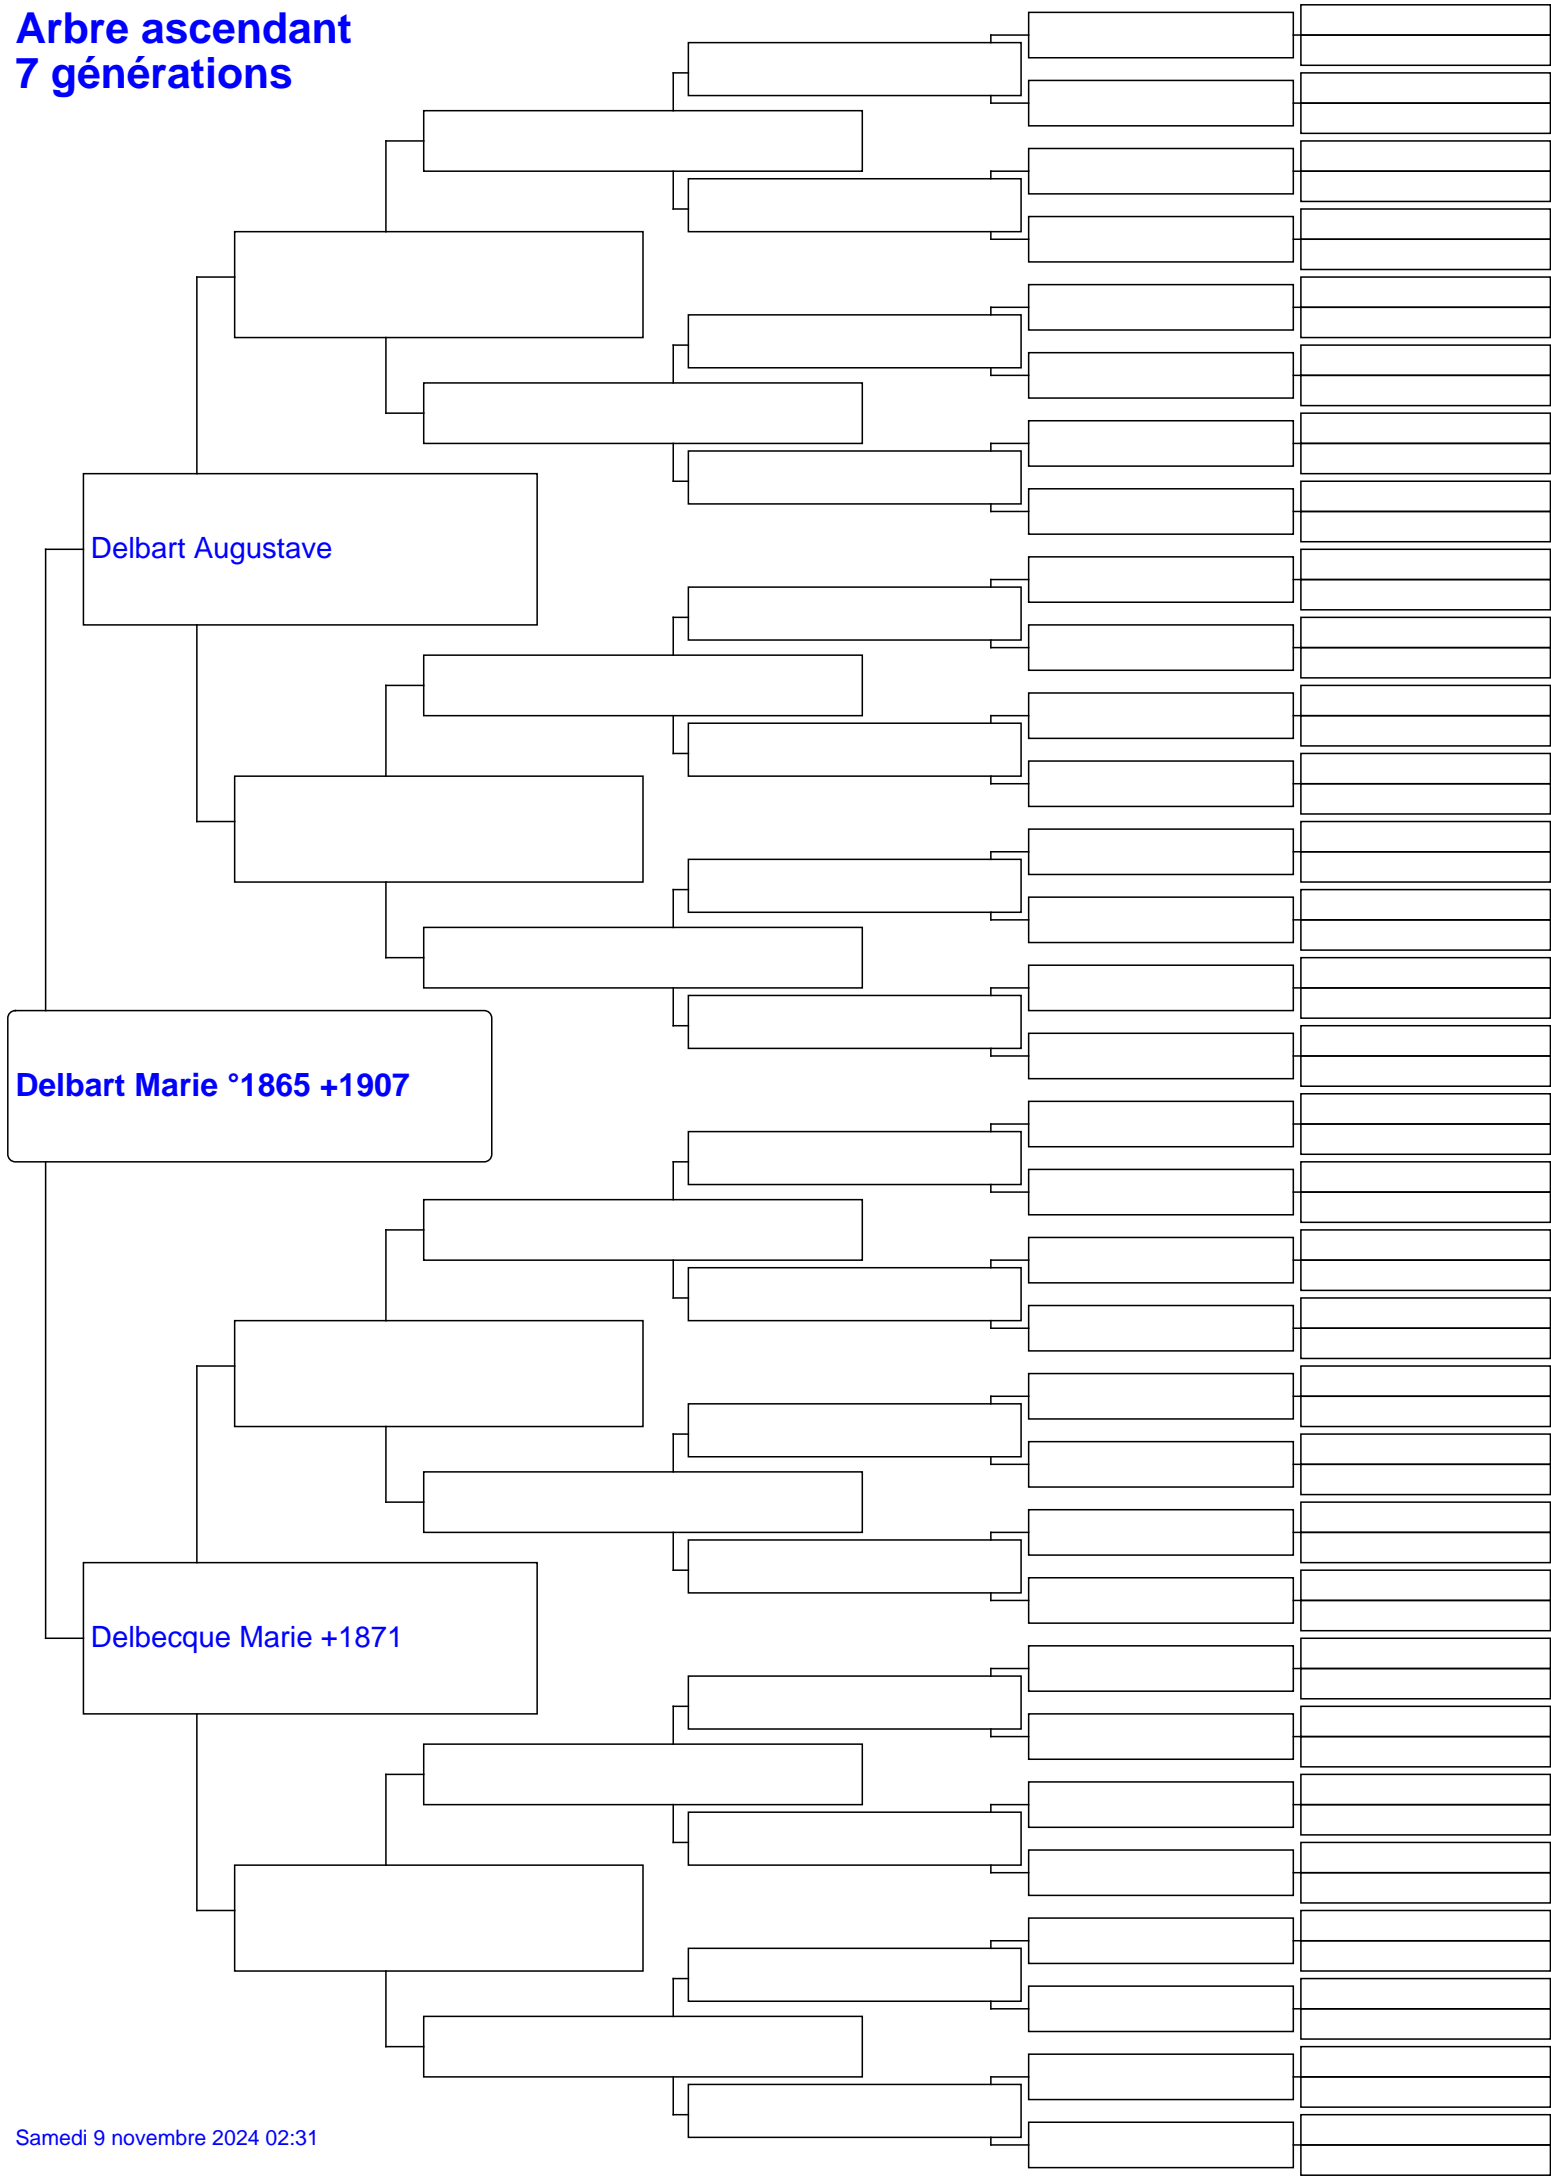 Arbre ascendant
7 générations
Delbart Augustave
Delbart Marie °1865 +1907
Delbecque Marie +1871
Samedi 9 novembre 2024 02:31